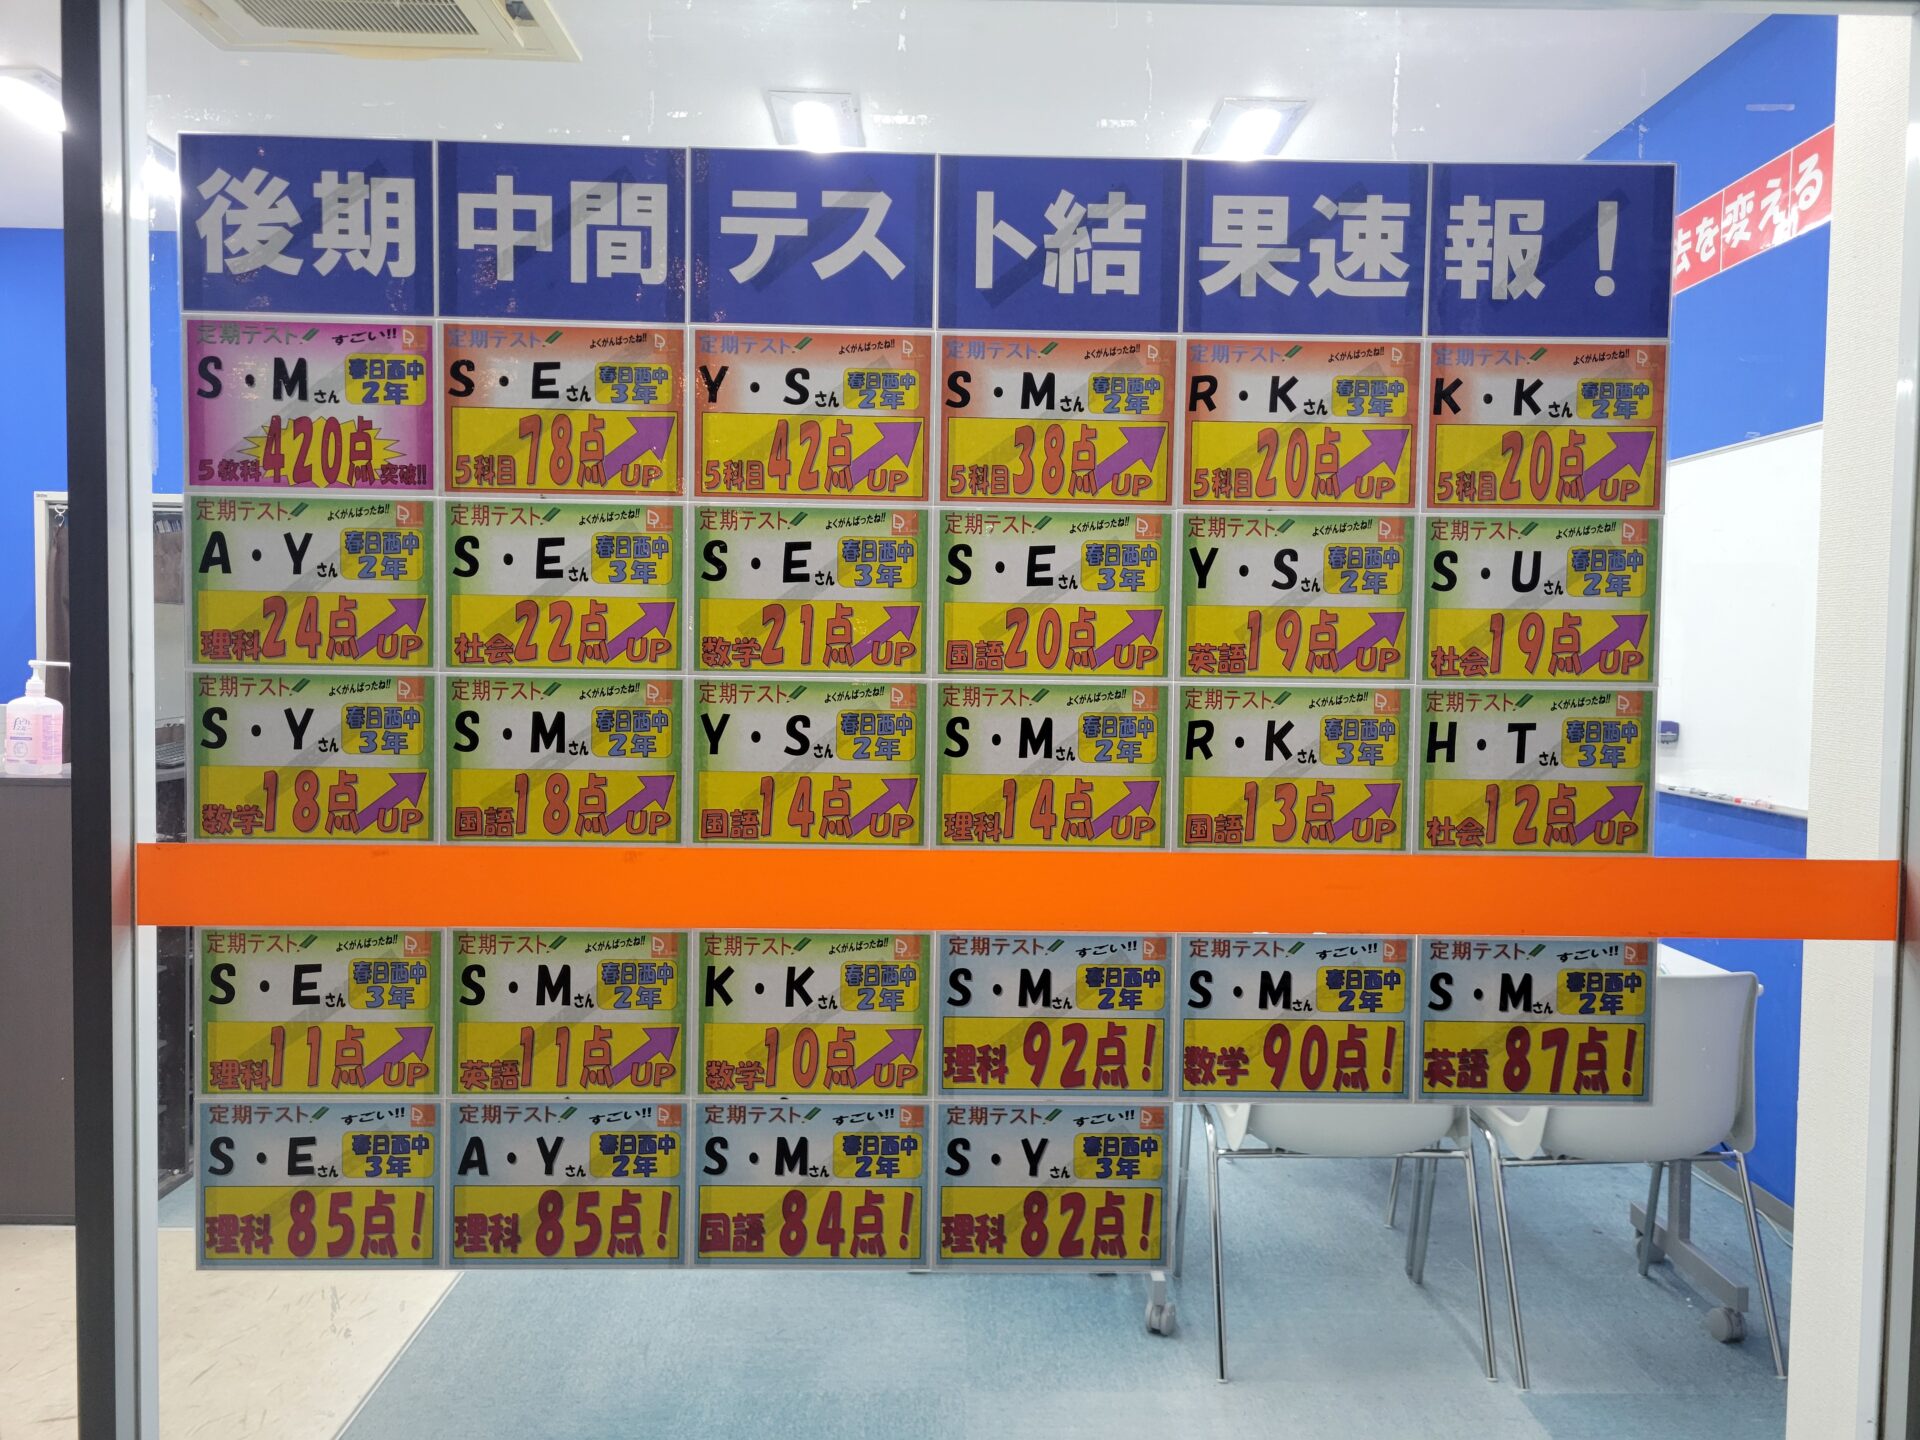 後期中間テスト結果速報！
法を変える
定期テスト すごい!!
S・Mさん 春日西中2年
5教科420点突破!!
定期テスト よくがんばったね!!
S・Eさん 春日西中3年
5科目78点UP
定期テスト よくがんばったね!!
Y・Sさん 春日西中2年
5科目42点UP
定期テスト よくがんばったね!!
S・Mさん 春日西中2年
5科目38点UP
定期テスト よくがんばったね!!
R・Kさん 春日西中3年
5科目20点UP
定期テスト よくがんばったね!!
K・Kさん 春日西中2年
5科目20点UP
定期テスト よくがんばったね!!
A・Yさん 春日西中2年
理科24点UP
定期テスト よくがんばったね!!
S・Eさん 春日西中3年
社会22点UP
定期テスト よくがんばったね!!
S・Eさん 春日西中3年
数学21点UP
定期テスト よくがんばったね!!
S・Eさん 春日西中3年
国語20点UP
定期テスト よくがんばったね!!
Y・Sさん 春日西中2年
英語19点UP
定期テスト よくがんばったね!!
S・Uさん 春日西中2年
社会19点UP
定期テスト よくがんばったね!!
S・Yさん 春日西中3年
数学18点UP
定期テスト よくがんばったね!!
S・Mさん 春日西中2年
国語18点UP
定期テスト よくがんばったね!!
Y・Sさん 春日西中2年
国語14点UP
定期テスト よくがんばったね!!
S・Mさん 春日西中2年
理科14点UP
定期テスト よくがんばったね!!
R・Kさん 春日西中3年
国語13点UP
定期テスト よくがんばったね!!
H・Tさん 春日西中3年
社会12点UP
定期テスト よくがんばったね!!
S・Eさん 春日西中3年
理科11点UP
定期テスト よくがんばったね!!
S・Mさん 春日西中2年
英語11点UP
定期テスト よくがんばったね!!
K・Kさん 春日西中2年
数学10点UP
定期テスト すごい!!
S・Mさん 春日西中2年
理科 92点!
定期テスト すごい!!
S・Mさん 春日西中2年
数学 90点!
定期テスト すごい!!
S・Mさん 春日西中2年
英語 87点!
定期テスト すごい!!
S・Eさん 春日西中3年
理科 85点!
定期テスト すごい!!
A・Yさん 春日西中2年
理科 85点!
定期テスト すごい!!
S・Mさん 春日西中2年
国語 84点!
定期テスト すごい!!
S・Yさん 春日西中3年
理科 82点!